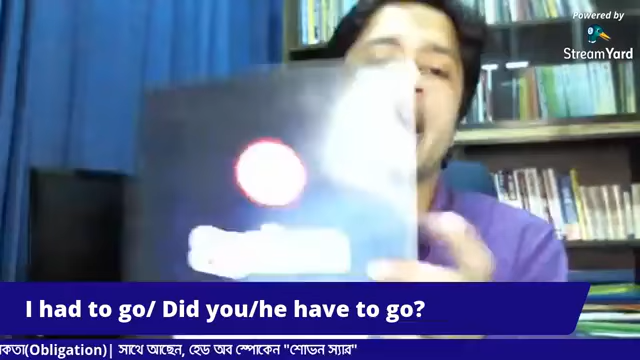 Powered by
StreamYard
I had to go/ Did you/he have to go?
কতা(Obligation)| সাথে আছেন, হেড অব স্পোকেন "শোভন স্যার"